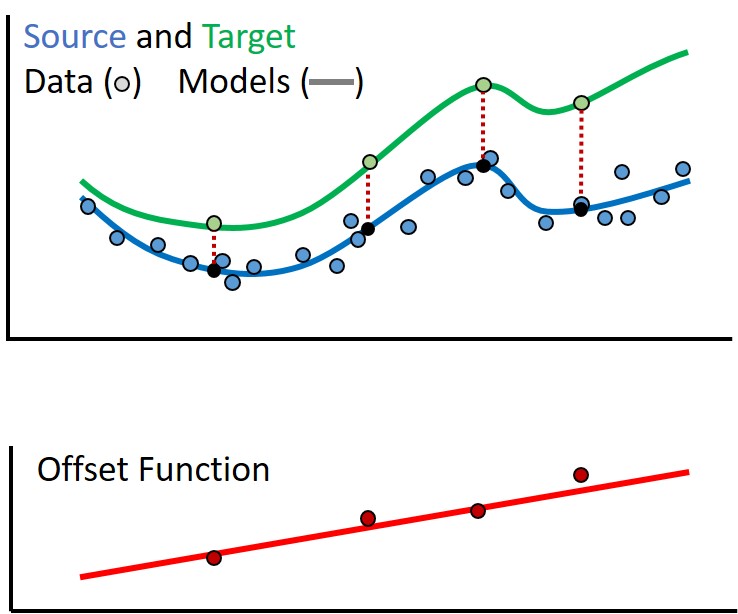 Source and Target
Data ( ) Models ( )
Offset Function